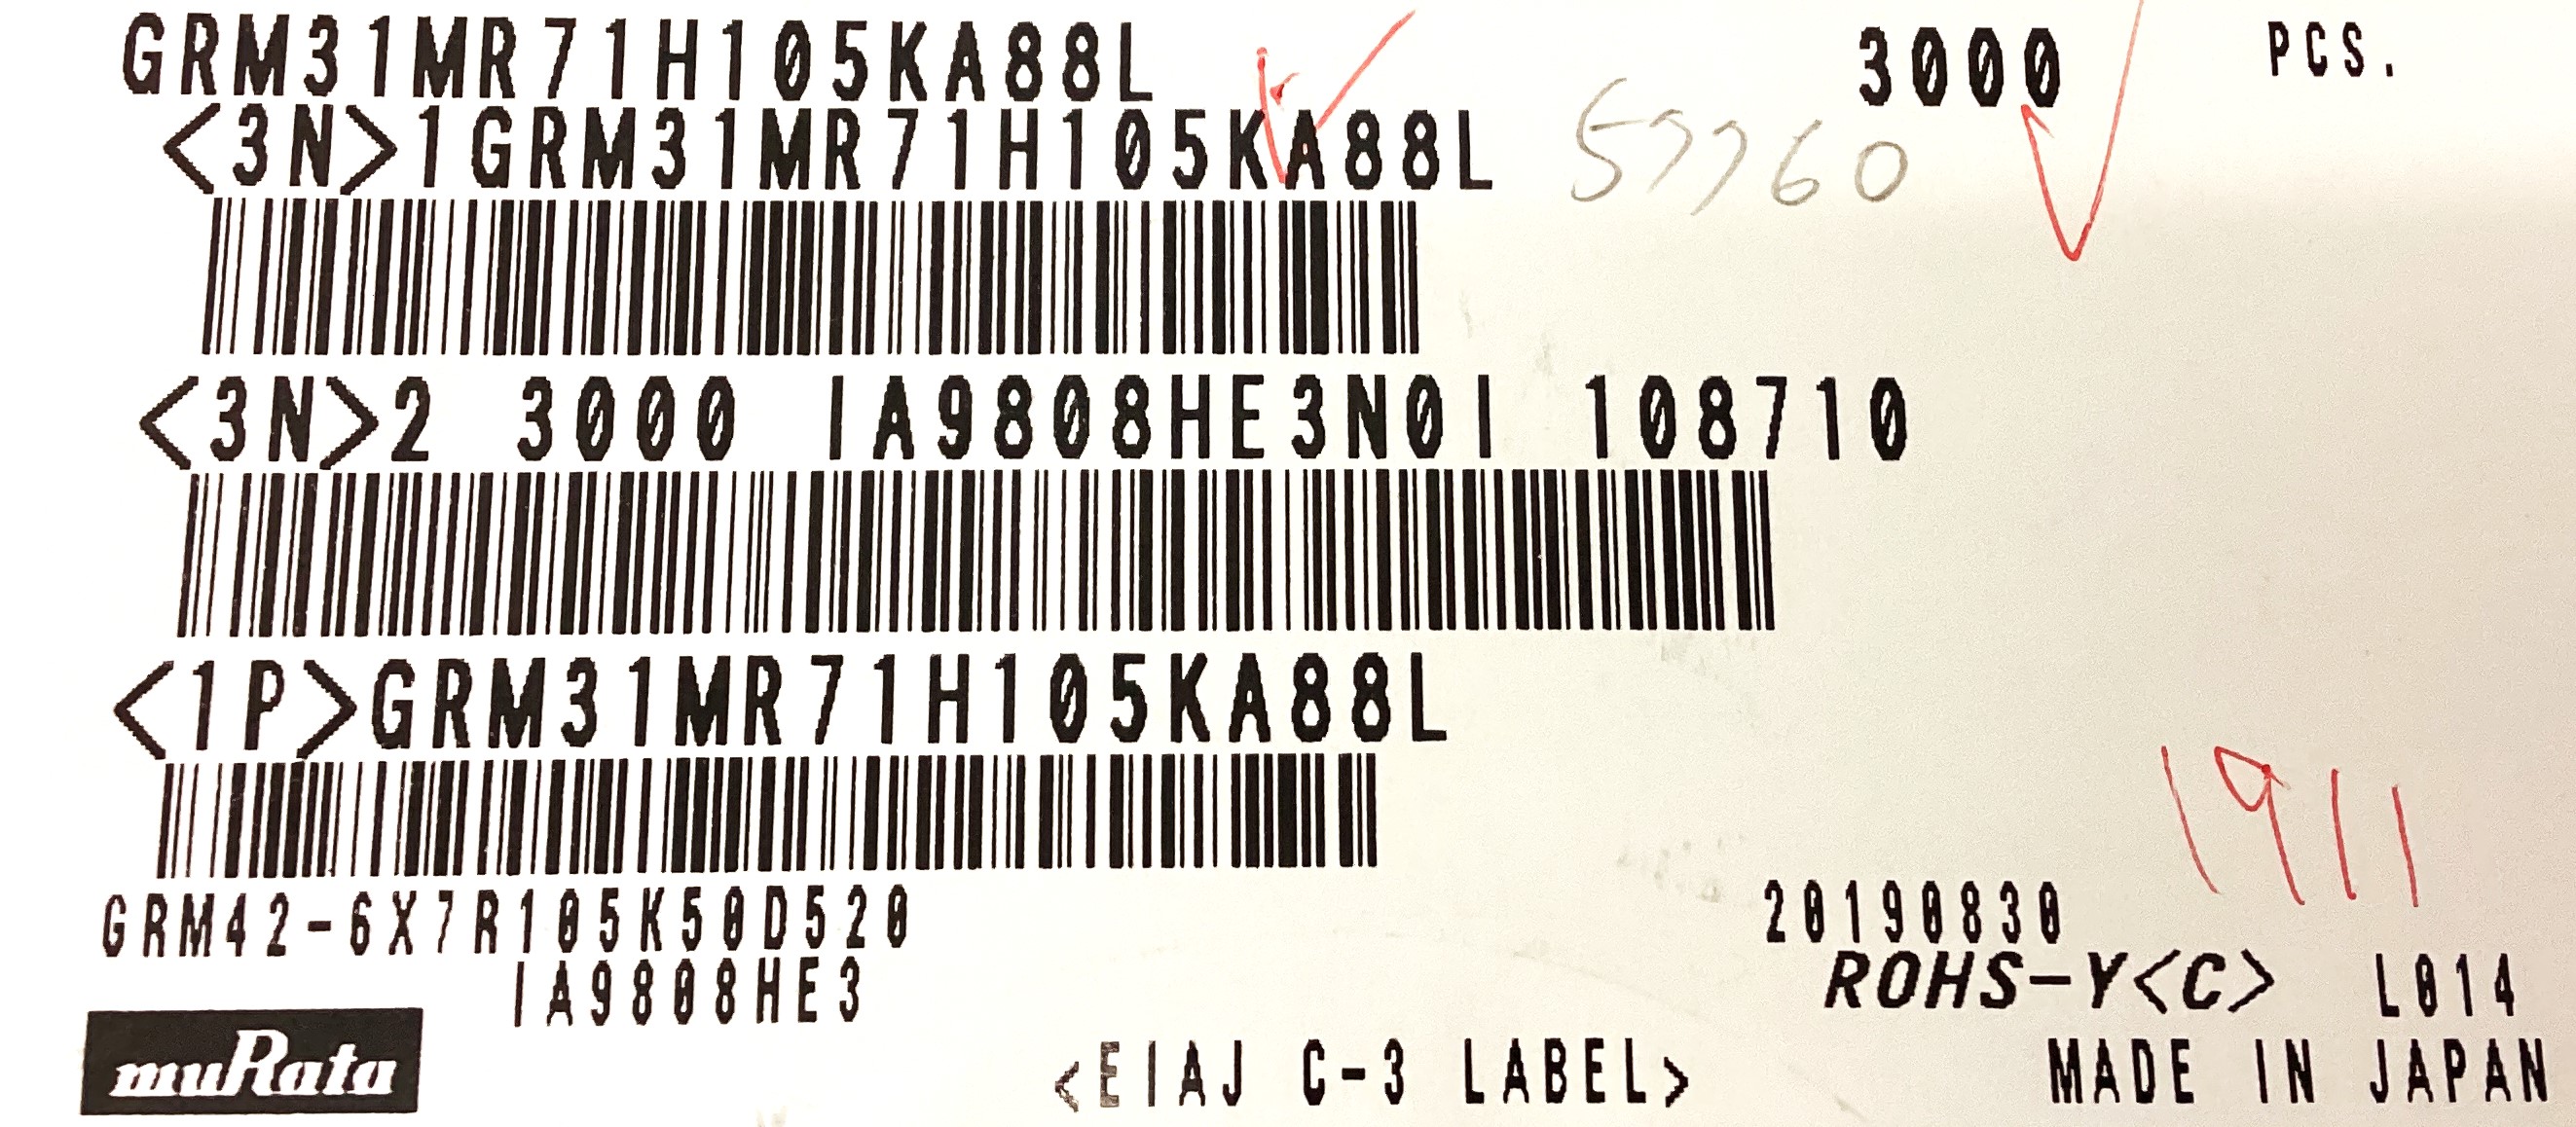 GRM31MR71H105KA88L 3000 PCS.
<3N>1GRM31MR71H105KA88L 57760
<3N>2 3000 IA9808HE3N0I 108710
<1P>GRM31MR71H105KA88L
1911
GRM42-6X7R105K50D520 20190830
IA9808HE3 ROHS-Y<C> L014
muRata <EIAJ C-3 LABEL> MADE IN JAPAN